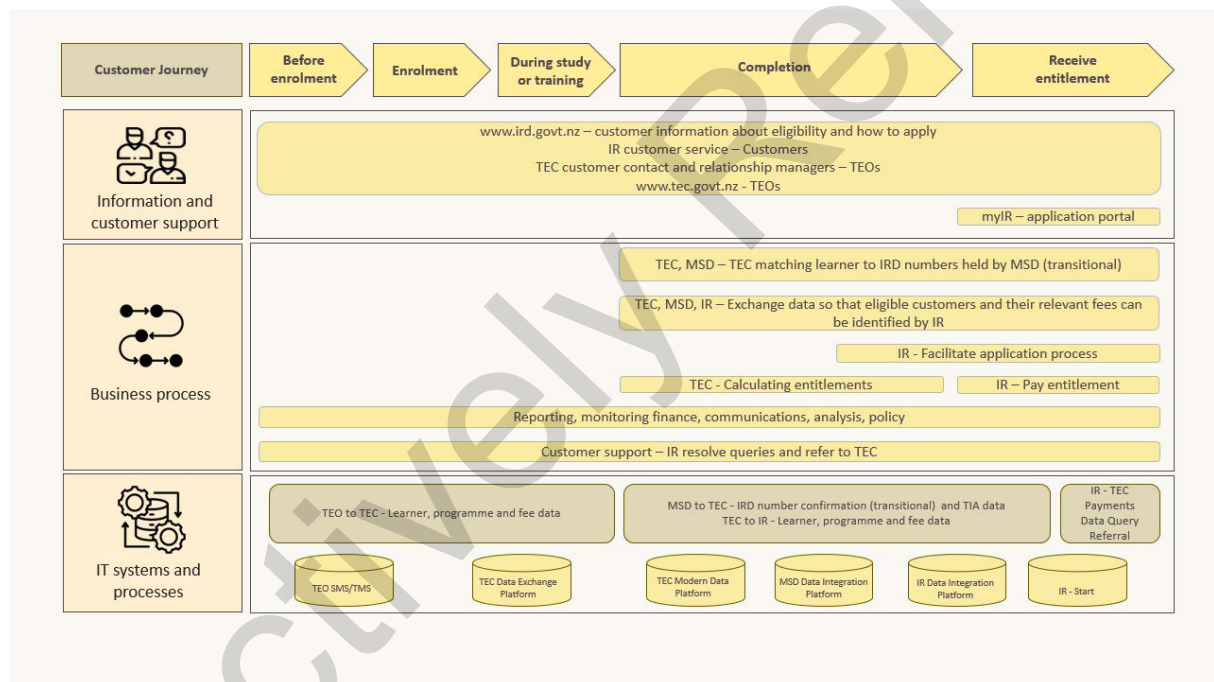 Customer Journey
Before
enrolment
Enrolment
During study
or training
Completion
Receive
entitlement
Information and
customer support
www.ird.govt.nz – customer information about eligibility and how to apply
IR customer service – Customers
TEC customer contact and relationship managers – TEOs
www.tec.govt.nz - TEOs
myIR – application portal
Business process
TEC, MSD – TEC matching learner to IRD numbers held by MSD (transitional)
TEC, MSD, IR – Exchange data so that eligible customers and their relevant fees can
be identified by IR
IR - Facilitate application process
TEC - Calculating entitlements
IR – Pay entitlement
Reporting, monitoring finance, communications, analysis, policy
Customer support – IR resolve queries and refer to TEC
IT systems and
processes
TEO to TEC - Learner, programme and fee data
MSD to TEC - IRD number confirmation (transitional) and TIA data
TEC to IR - Learner, programme and fee data
IR - TEC
Payments
Data Query
Referral
TEO SMS/TMS
TEC Data Exchange
Platform
TEC Modern Data
Platform
MSD Data Integration
Platform
IR Data Integration
Platform
IR - Start